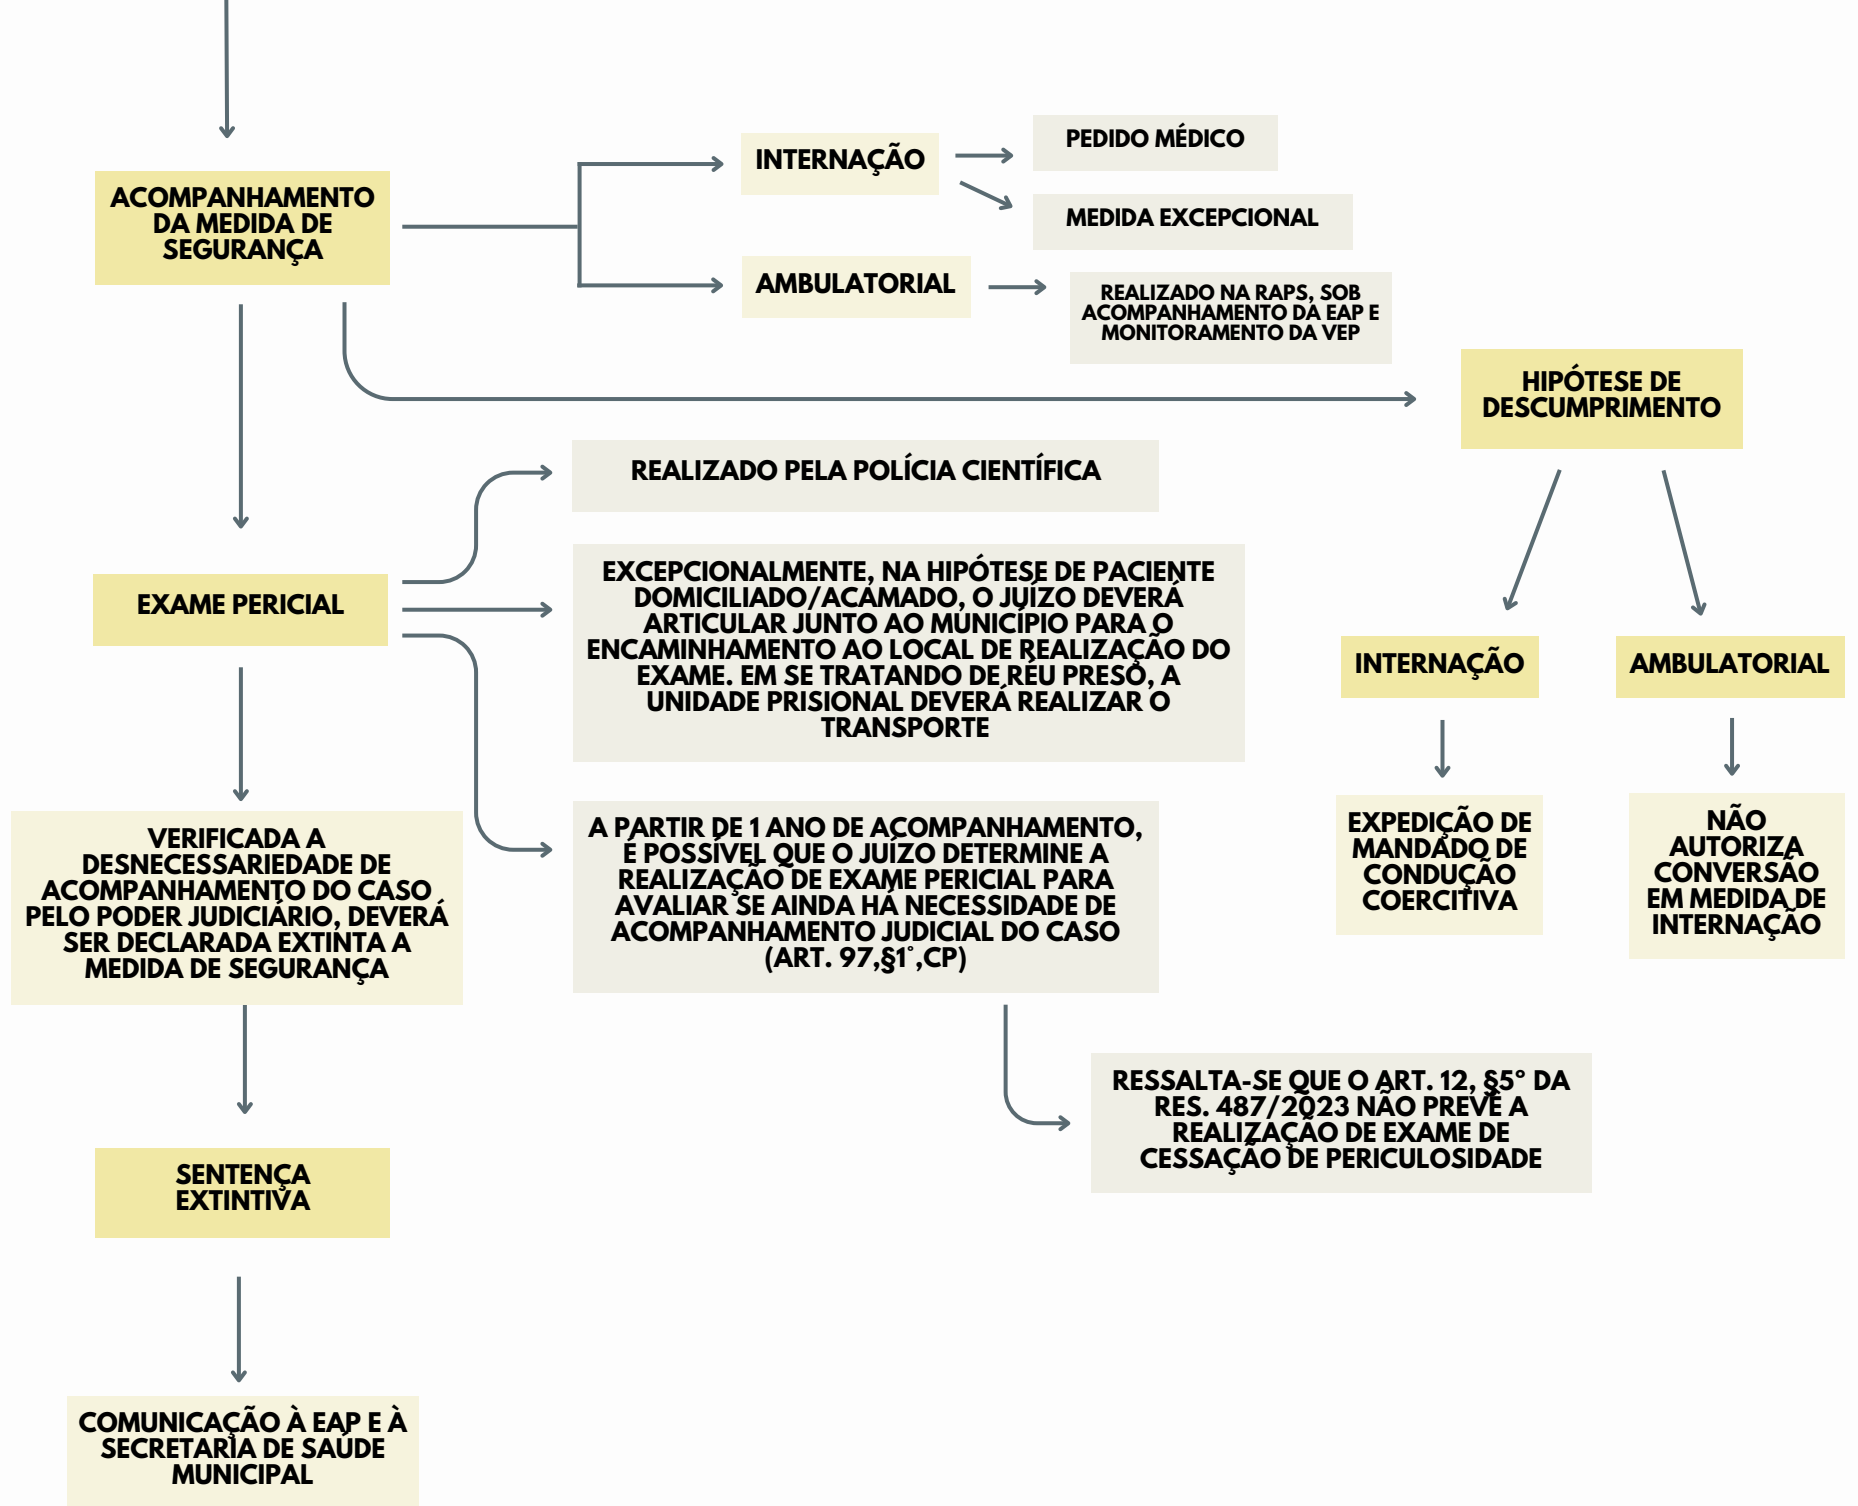 ACOMPANHAMENTO
DA MEDIDA DE
SEGURANÇA
INTERNAÇÃO
PEDIDO MÉDICO
MEDIDA EXCEPCIONAL
AMBULATORIAL
REALIZADO NA RAPS, SOB
ACOMPANHAMENTO DA EAP E
MONITORAMENTO DA VEP
HIPÓTESE DE
DESCUMPRIMENTO
INTERNAÇÃO
EXPEDIÇÃO DE
MANDADO DE
CONDUÇÃO
COERCITIVA
AMBULATORIAL
NÃO
AUTORIZA
CONVERSÃO
EM MEDIDA DE
INTERNAÇÃO
EXAME PERICIAL
REALIZADO PELA POLÍCIA CIENTÍFICA
EXCEPCIONALMENTE, NA HIPÓTESE DE PACIENTE
DOMICILIADO/ACAMADO, O JUÍZO DEVERÁ
ARTICULAR JUNTO AO MUNICÍPIO PARA O
ENCAMINHAMENTO AO LOCAL DE REALIZAÇÃO DO
EXAME. EM SE TRATANDO DE RÉU PRESO, A
UNIDADE PRISIONAL DEVERÁ REALIZAR O
TRANSPORTE
A PARTIR DE 1 ANO DE ACOMPANHAMENTO,
É POSSÍVEL QUE O JUÍZO DETERMINE A
REALIZAÇÃO DE EXAME PERICIAL PARA
AVALIAR SE AINDA HÁ NECESSIDADE DE
ACOMPANHAMENTO JUDICIAL DO CASO
(ART. 97,§1°,CP)
RESSALTA-SE QUE O ART. 12, §5º DA
RES. 487/2023 NÃO PREVÊ A
REALIZAÇÃO DE EXAME DE
CESSAÇÃO DE PERICULOSIDADE
VERIFICADA A
DESNECESSARIEDADE DE
ACOMPANHAMENTO DO CASO
PELO PODER JUDICIÁRIO, DEVERÁ
SER DECLARADA EXTINTA A
MEDIDA DE SEGURANÇA
SENTENÇA
EXTINTIVA
COMUNICAÇÃO À EAP E À
SECRETARIA DE SAÚDE
MUNICIPAL